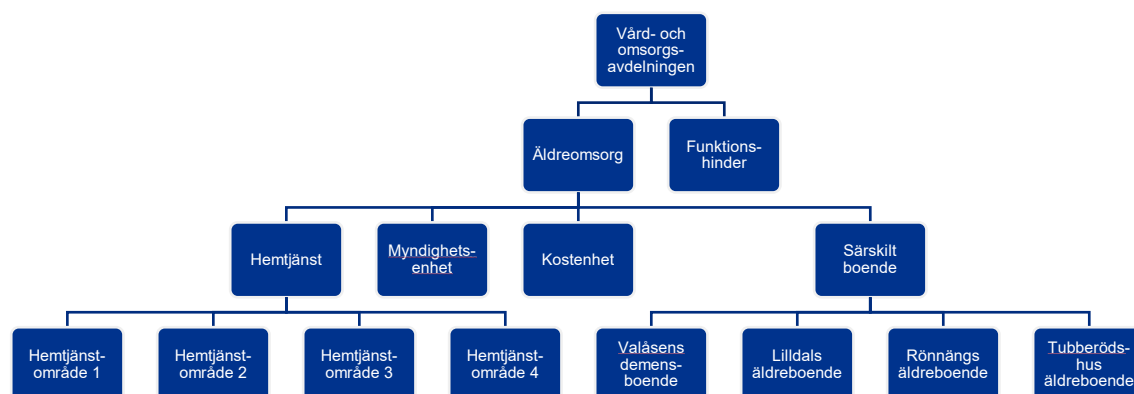 Vård- och
omsorgs-
avdelningen
Äldreomsorg
Funktions-
hinder
Hemtjänst
Myndighets-
enhet
Kostenhet
Särskilt
boende
Hemtjänst-
område 1
Hemtjänst-
område 2
Hemtjänst-
område 3
Hemtjänst-
område 4
Valåsens
demens-
boende
Lilldals
äldreboende
Rönnängs
äldreboende
Tubberöds-
hus
äldreboende